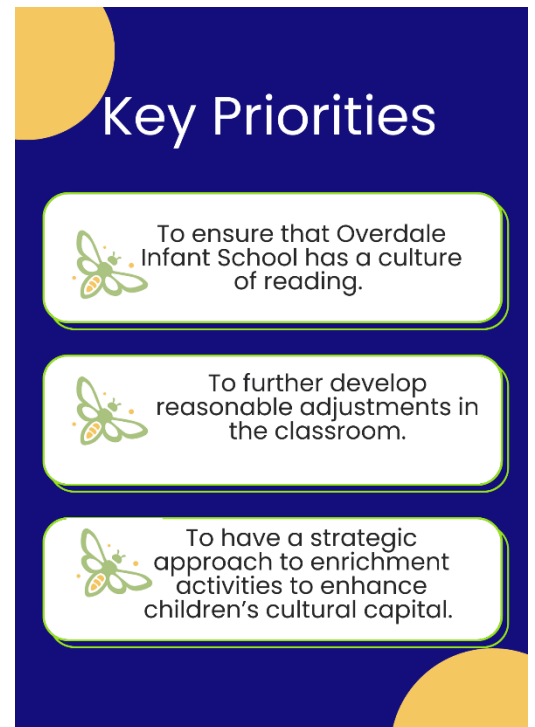 Key Priorities
To ensure that Overdale
Infant School has a culture
of reading.
To further develop
reasonable adjustments in
the classroom.
To have a strategic
approach to enrichment
activities to enhance
children’s cultural capital.